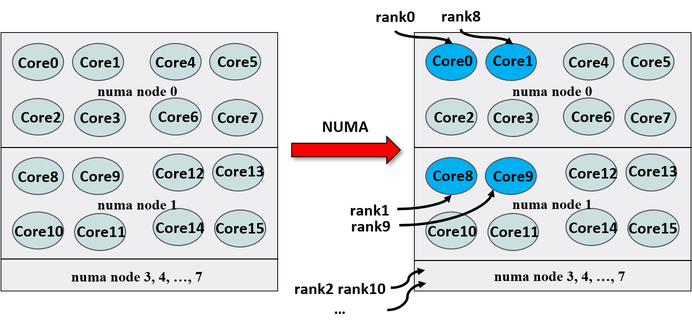 rank0 rank8
Core0 Core1 Core4 Core5
numa node 0
Core2 Core3 Core6 Core7
Core8 Core9 Core12 Core13
numa node 1
Core10 Core11 Core14 Core15
numa node 3, 4, ..., 7
NUMA
Core0 Core1 Core4 Core5
numa node 0
Core2 Core3 Core6 Core7
Core8 Core9 Core12 Core13
numa node 1
rank1
rank9
Core10 Core11 Core14 Core15
numa node 3, 4, ..., 7
rank2 rank10
...